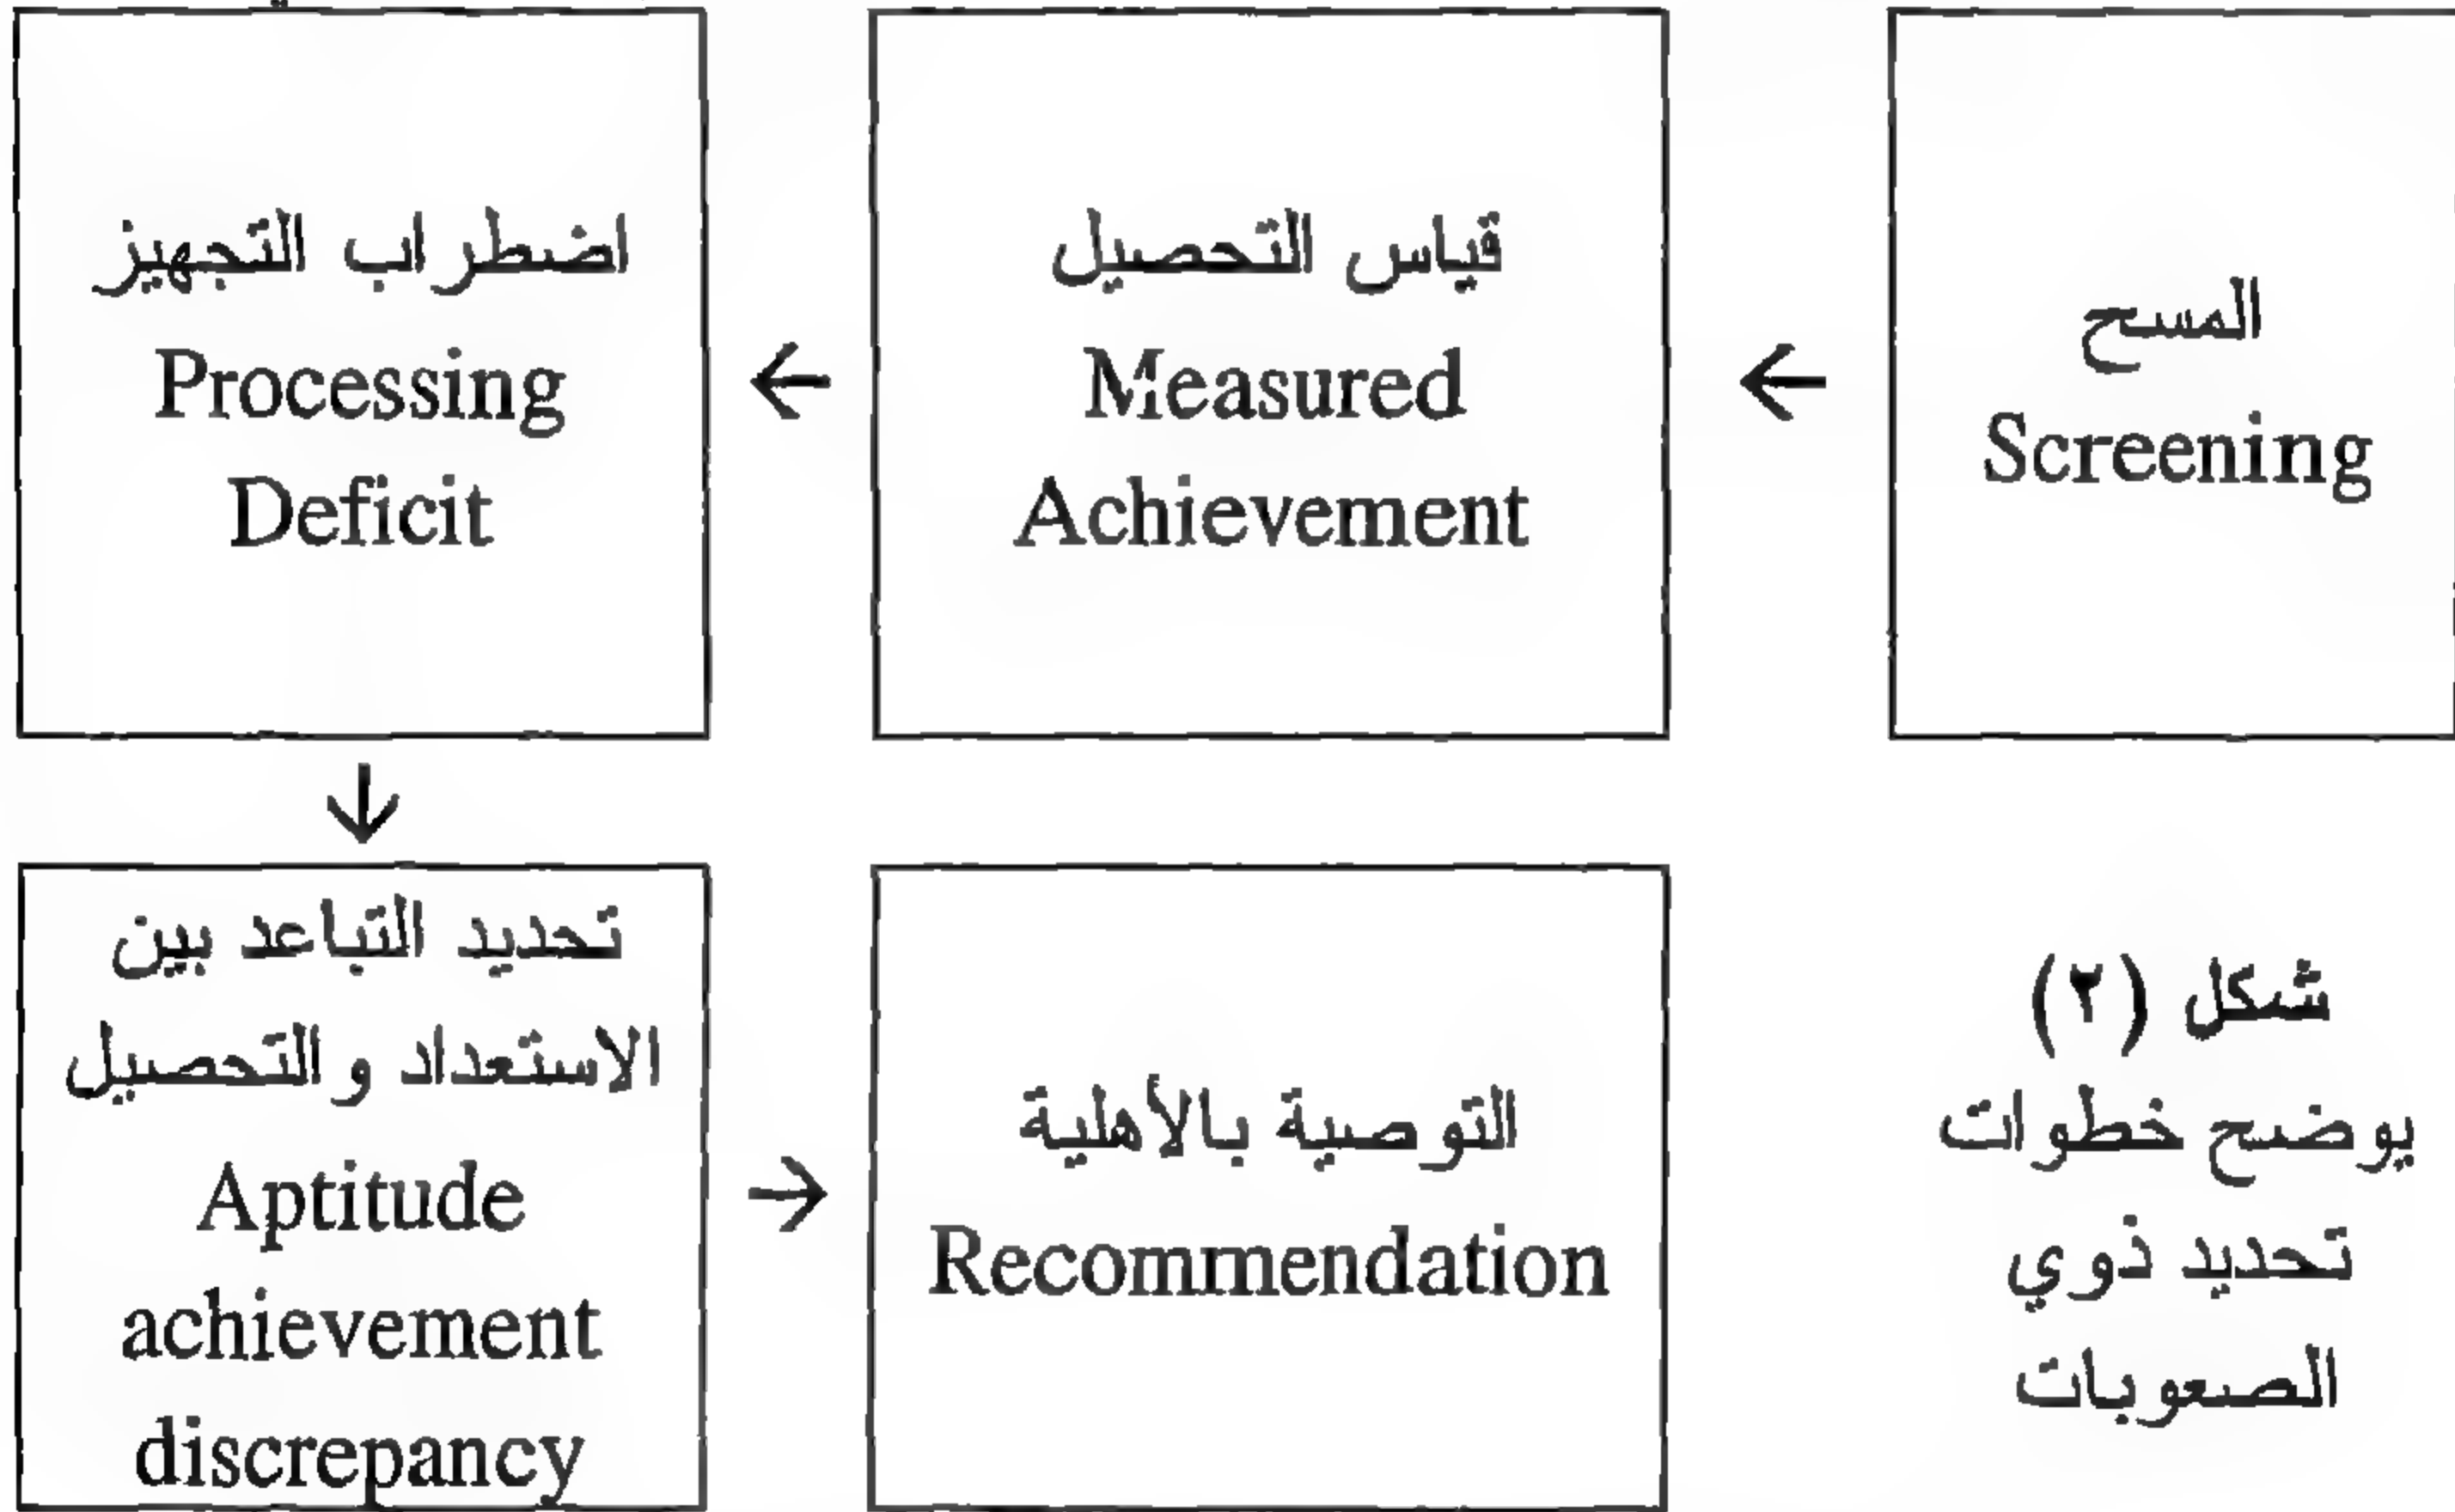 المسح
Screening
قياس التحصيل
Measured
Achievement
اضطراب التجهيز
Processing
Deficit
تحديد التباعد بين
الاستعداد و التحصيل
Aptitude
achievement
discrepancy
التوصية بالأهلية
Recommendation
شكل (٢)
يوضح خطوات
تحديد ذوي
الصعوبات